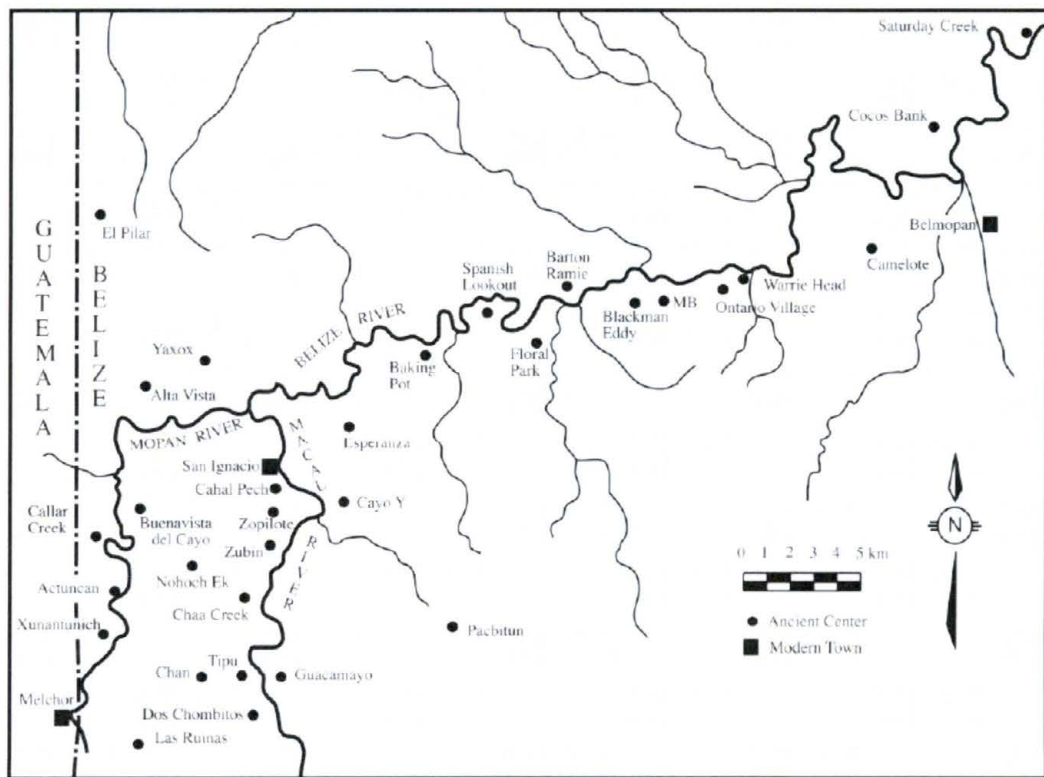 Saturday Creek
Cocos Bank
GUATEMALA
BELIZE
El Pilar
Belmopan
Camelote
Barton
Ramie
Spanish
Lookout
Warrie Head
MB
Ontario Village
Blackman
Eddy
BELIZE RIVER
Yaxox
Floral
Park
Baking
Pot
Alta Vista
MOPAN RIVER
MACAL RIVER
Esperanza
San Ignacio
Cahal Pech
Cayo Y
Callar
Creek
Buenavista
del Cayo
Zopilote
Zubin
N
0 1 2 3 4 5 km
Nohoch Ek
Actuncan
Chaa Creek
Ancient Center
Xunantunich
Pacbitun
Modern Town
Chan
Tipu
Guacamayo
Melchor
Dos Chombitos
Las Ruinas